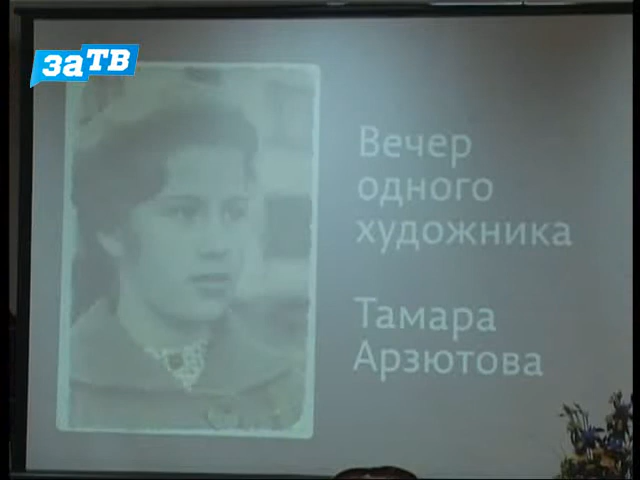 заТВ
Вечер
одного
художника
Тамара
Арзютова